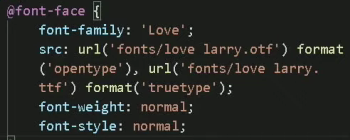 @font-face {
font-family: 'Love';
src: url('fonts/love larry.otf') format
('opentype'), url('fonts/love larry.
ttf') format('truetype');
font-weight: normal;
font-style: normal;